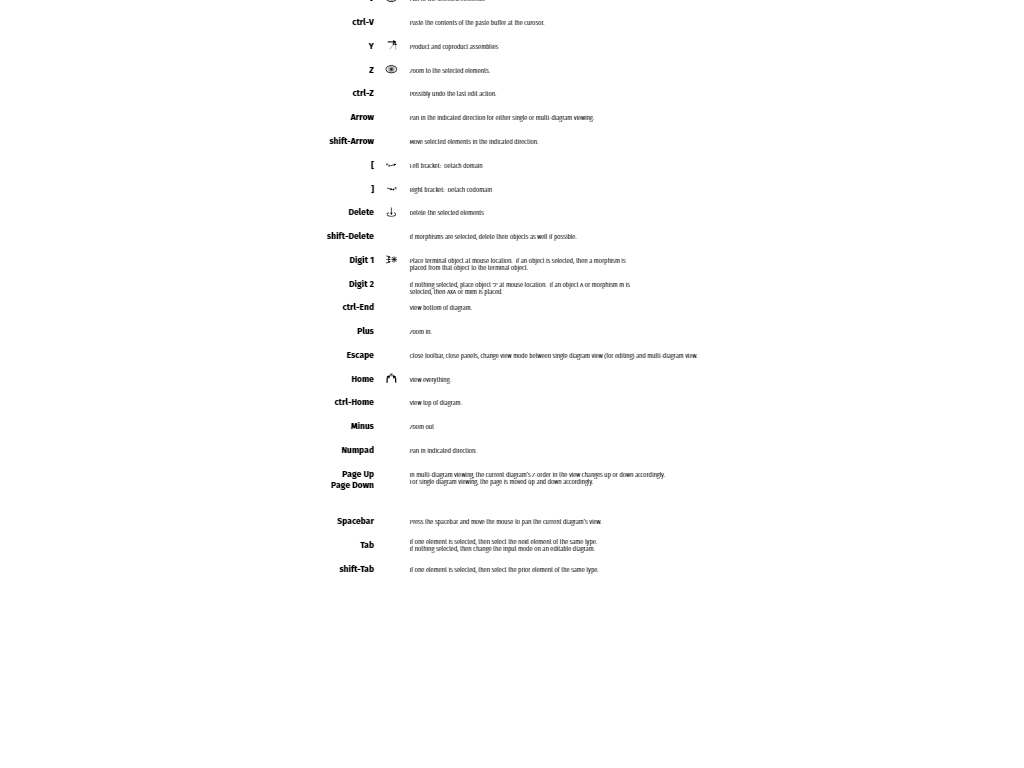 ctrl-V Paste the contents of the paste buffer at the curosor.
Y Product and coproduct assemblies
Z Zoom to the selected elements.
ctrl-Z Possibly undo the last edit action.
Arrow Pan in the indicated direction for either single or multi-diagram viewing.
shift-Arrow Move selected elements in the indicated direction.
[ Left bracket: Detach domain
] Right bracket: Detach codomain
Delete Delete the selected elements
shift-Delete If morphisms are selected, delete their objects as well if possible.
Digit 1 Place terminal object at mouse location. If an object is selected, then a morphism is
placed from that object to the terminal object.
Digit 2 If nothing selected, place object '2' at mouse location. If an object A or morphism m is
selected, then AxA or mxm is placed.
ctrl-End View bottom of diagram.
Plus Zoom in.
Escape Close toolbar, close panels, change view mode between single diagram view (for editing) and multi-diagram view.
Home View everything.
ctrl-Home View top of diagram.
Minus Zoom out
Numpad Pan in indicated direction.
Page Up In multi-diagram viewing, the current diagram's Z-order in the view changes up or down accordingly.
Page Down For single diagram viewing, the page is moved up and down accordingly.
Spacebar Press the spacebar and move the mouse to pan the current diagram's view.
Tab If one element is selected, then select the next element of the same type.
If nothing selected, then change the input mode on an editable diagram.
shift-Tab If one element is selected, then select the prior element of the same type.